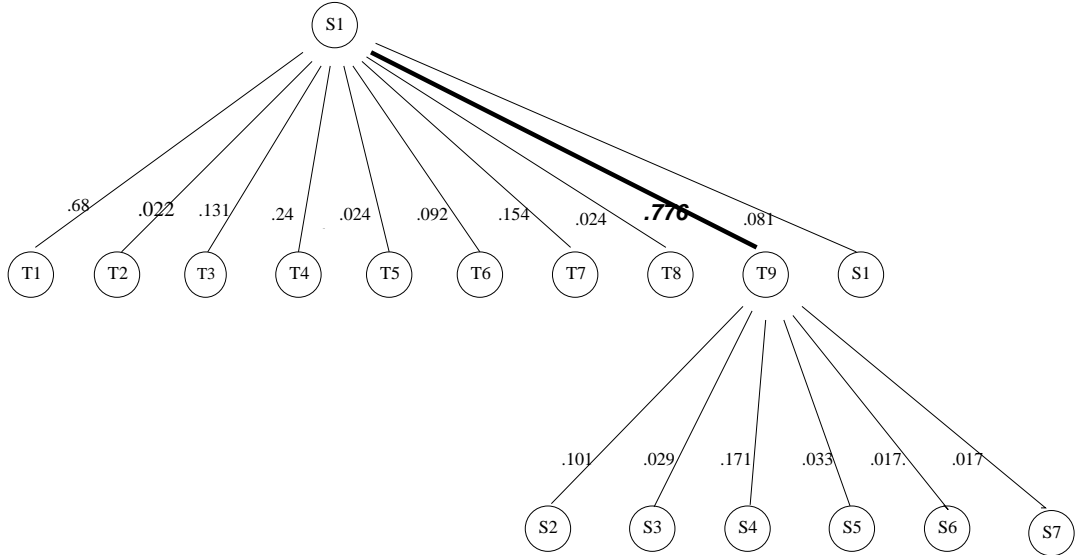 S1
.68 .022 .131 .24 .024 .092 .154 .024 .776 .081
T1 T2 T3 T4 T5 T6 T7 T8 T9 S1
.101 .029 .171 .033 .017. .017
S2 S3 S4 S5 S6 S7